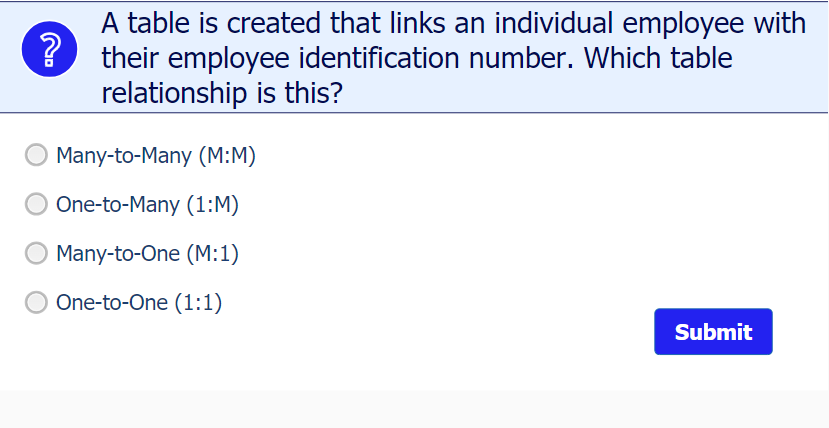 ?
A table is created that links an individual employee with
their employee identification number. Which table
relationship is this?
Many-to-Many (M:M)
One-to-Many (1:M)
Many-to-One (M:1)
One-to-One (1:1)
Submit